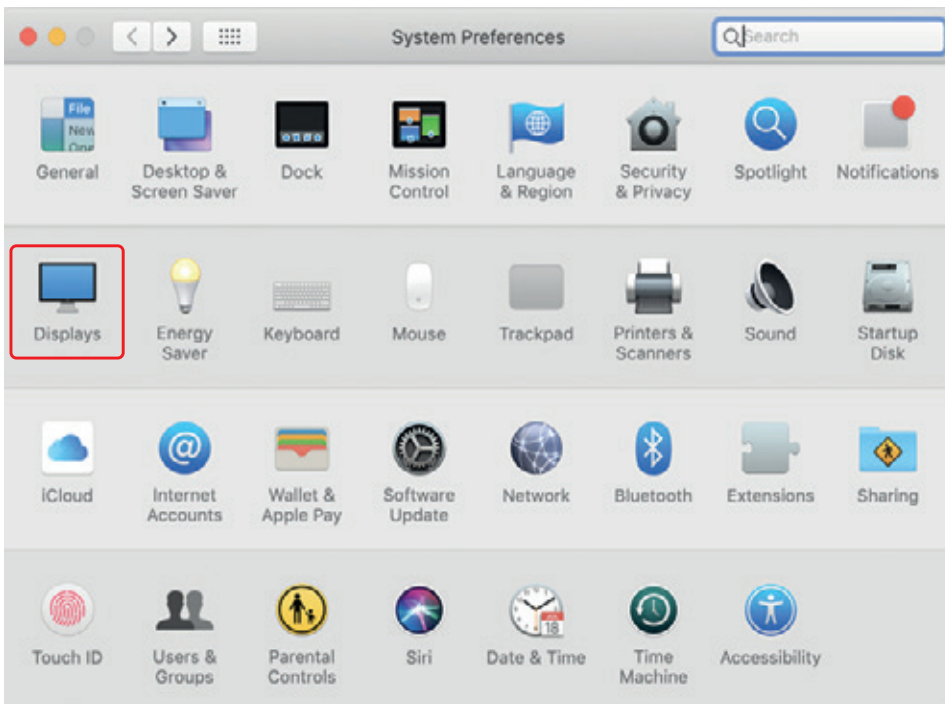 System Preferences
Search
File
New
One
General
Desktop &
Screen Saver
Dock
Mission
Control
Language
& Region
Security
& Privacy
Spotlight
Notifications
Displays
Energy
Saver
Keyboard
Mouse
Trackpad
Printers &
Scanners
Sound
Startup
Disk
iCloud
Internet
Accounts
Wallet &
Apple Pay
Software
Update
Network
Bluetooth
Extensions
Sharing
Touch ID
Users &
Groups
Parental
Controls
Siri
18
Date & Time
Time
Machine
Accessibility